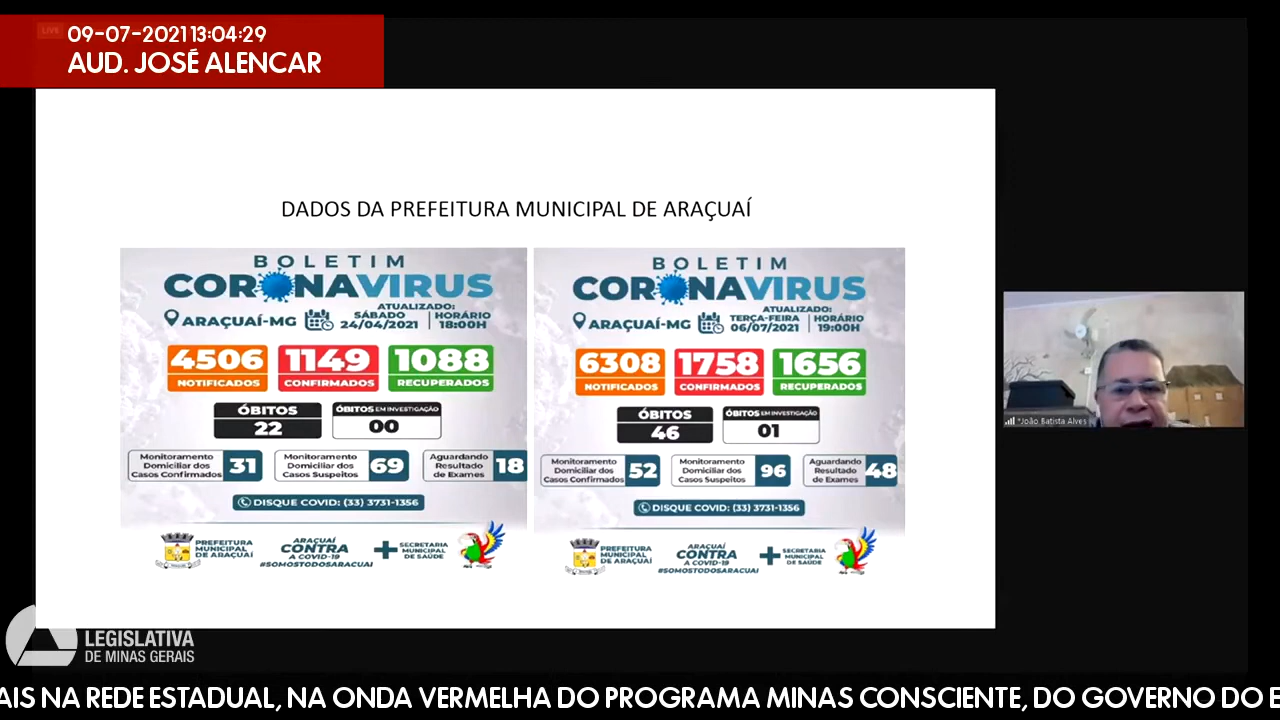 LIVE
09-07-2021 13:04:29
AUD. JOSÉ ALENCAR
DADOS DA PREFEITURA MUNICIPAL DE ARAÇUAÍ
BOLETIM
CORONAVIRUS
ARAÇUAÍ-MG
ATUALIZADO:
SÁBADO
24/04/2021
HORÁRIO
18:00H
4506
NOTIFICADOS
1149
CONFIRMADOS
1088
RECUPERADOS
ÓBITOS
22
ÓBITOS EM INVESTIGAÇÃO
00
Monitoramento
Domiciliar dos
Casos Confirmados
31
Monitoramento
Domiciliar dos
Casos Suspeitos
69
Aguardando
Resultado
de Exames
18
DISQUE COVID: (33) 3731-1356
PREFEITURA
MUNICIPAL
DE ARAÇUAÍ
ARAÇUAÍ
CONTRA
A COVID-19
#SOMOSTODOSARACUAI
SECRETARIA
MUNICIPAL
DE SAÚDE
BOLETIM
CORONAVIRUS
ARAÇUAÍ-MG
ATUALIZADO:
TERÇA-FEIRA
06/07/2021
HORÁRIO
19:00H
6308
NOTIFICADOS
1758
CONFIRMADOS
1656
RECUPERADOS
ÓBITOS
46
ÓBITOS EM INVESTIGAÇÃO
01
Monitoramento
Domiciliar dos
Casos Confirmados
52
Monitoramento
Domiciliar dos
Casos Suspeitos
96
Aguardando
Resultado
de Exames
48
DISQUE COVID: (33) 3731-1356
PREFEITURA
MUNICIPAL
DE ARAÇUAÍ
ARAÇUAÍ
CONTRA
A COVID-19
#SOMOSTODOSARACUAI
SECRETARIA
MUNICIPAL
DE SAÚDE
*João Batista Alves
LEGISLATIVA
DE MINAS GERAIS
AIS NA REDE ESTADUAL, NA ONDA VERMELHA DO PROGRAMA MINAS CONSCIENTE, DO GOVERNO DO E